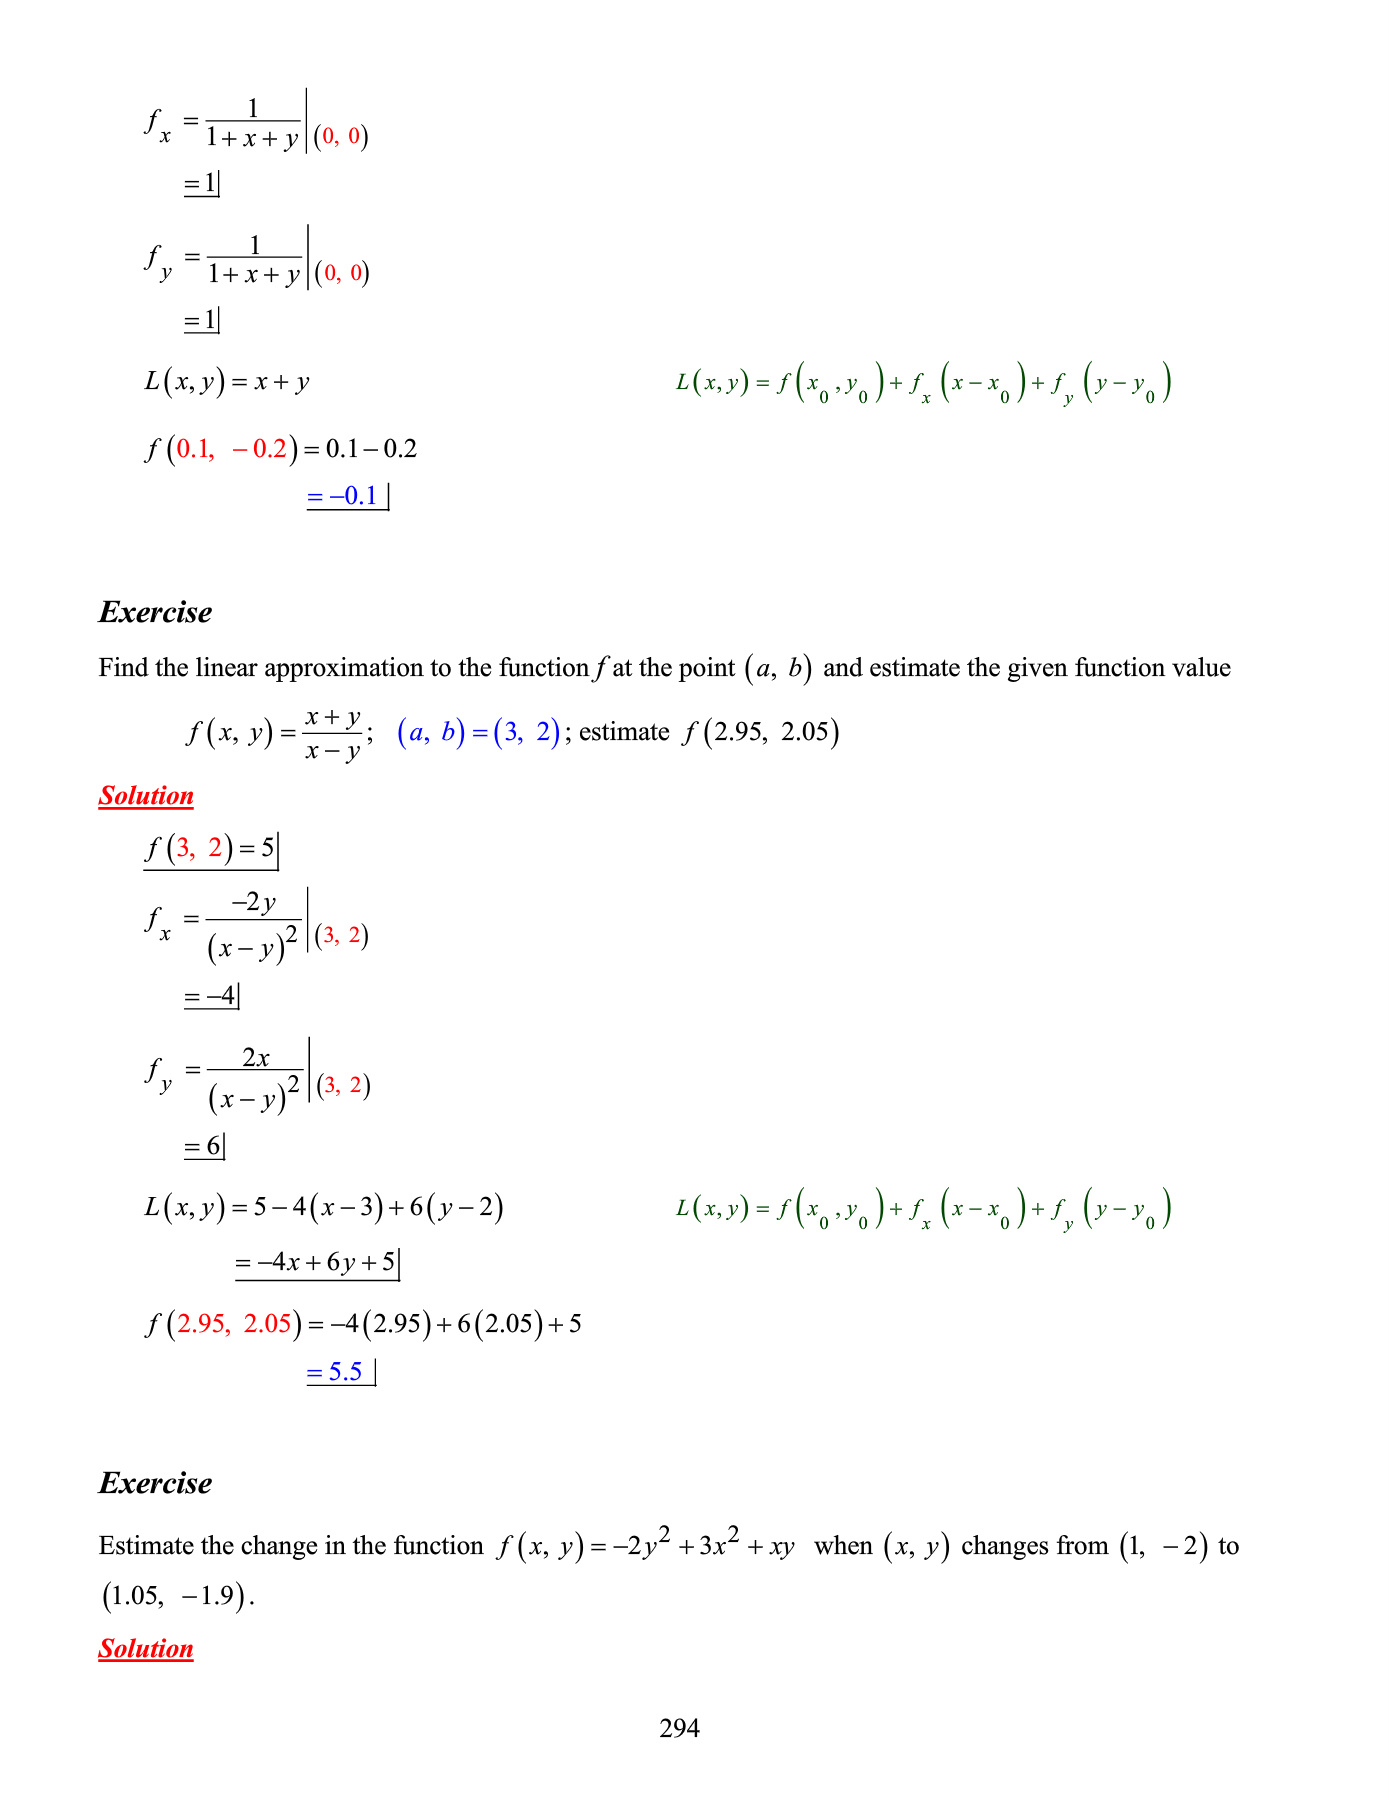 f_x = \frac{1}{1+x+y} |_{(0, 0)}
= 1|
f_y = \frac{1}{1+x+y} |_{(0, 0)}
= 1|
L(x, y) = x + y    L(x, y) = f(x_0, y_0) + f_x (x − x_0) + f_y (y − y_0)
f(0.1, −0.2) = 0.1 − 0.2
= −0.1 |
Exercise
Find the linear approximation to the function f at the point (a, b) and estimate the given function value
f(x, y) = \frac{x+y}{x−y}; (a, b) = (3, 2); estimate f(2.95, 2.05)
Solution
f(3, 2) = 5|
f_x = \frac{−2y}{(x−y)^2} |_{(3, 2)}
= −4|
f_y = \frac{2x}{(x−y)^2} |_{(3, 2)}
= 6|
L(x, y) = 5 − 4(x − 3) + 6(y − 2)    L(x, y) = f(x_0, y_0) + f_x (x − x_0) + f_y (y − y_0)
= −4x + 6y + 5|
f(2.95, 2.05) = −4(2.95) + 6(2.05) + 5
= 5.5 |
Exercise
Estimate the change in the function f(x, y) = −2y^2 + 3x^2 + xy when (x, y) changes from (1, −2) to
(1.05, −1.9).
Solution
294